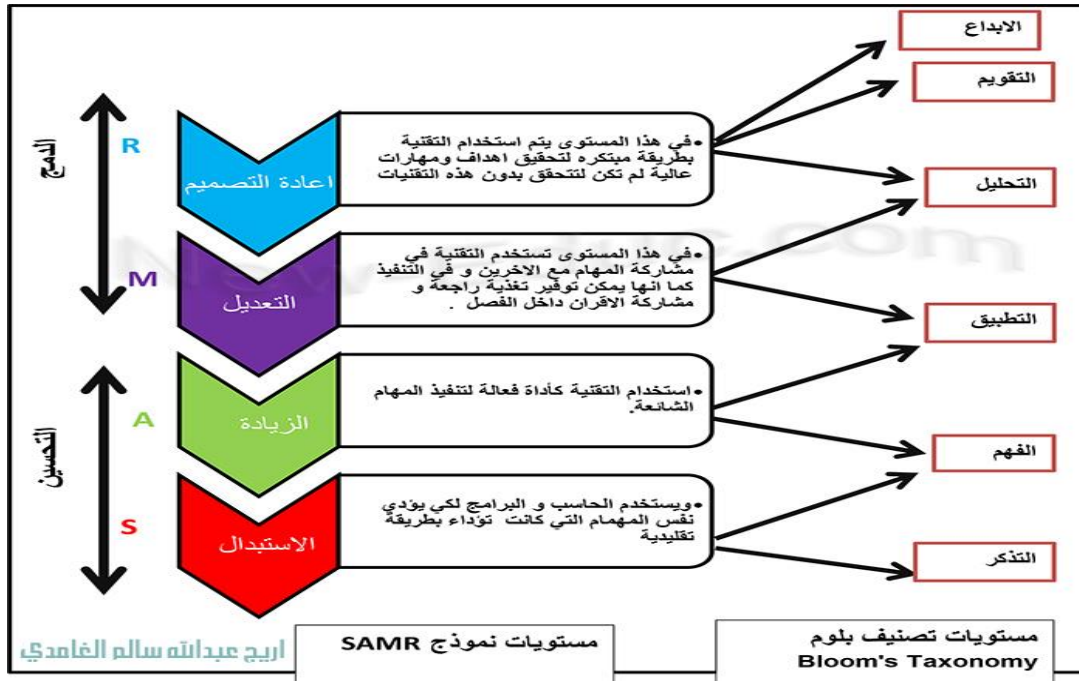 الابداع
التقويم
التحليل
التطبيق
الفهم
التذكر
•في هذا المستوى يتم استخدام التقنية
بطريقة مبتكره لتحقيق اهداف ومهارات
عالية لم تكن لتتحقق بدون هذه التقنيات
•في هذا المستوى تستخدم التقنية في
مشاركة المهام مع الاخرين و في التنفيذ
كما انها يمكن توفير تغذية راجعة و
مشاركة الاقران داخل الفصل .
•استخدام التقنية كأداة فعالة لتنفيذ المهام
الشائعة.
•ويستخدم الحاسب و البرامج لكي يؤدي
نفس المهمام التي كانت تؤداء بطريقة
تقليدية
اعادة التصميم
التعديل
الزيادة
الاستبدال
R
M
A
S
الدمج
التحسين
مستويات تصنيف بلوم
Bloom's Taxonomy
مستويات نموذج SAMR
اريج عبدالله سالم الغامدي